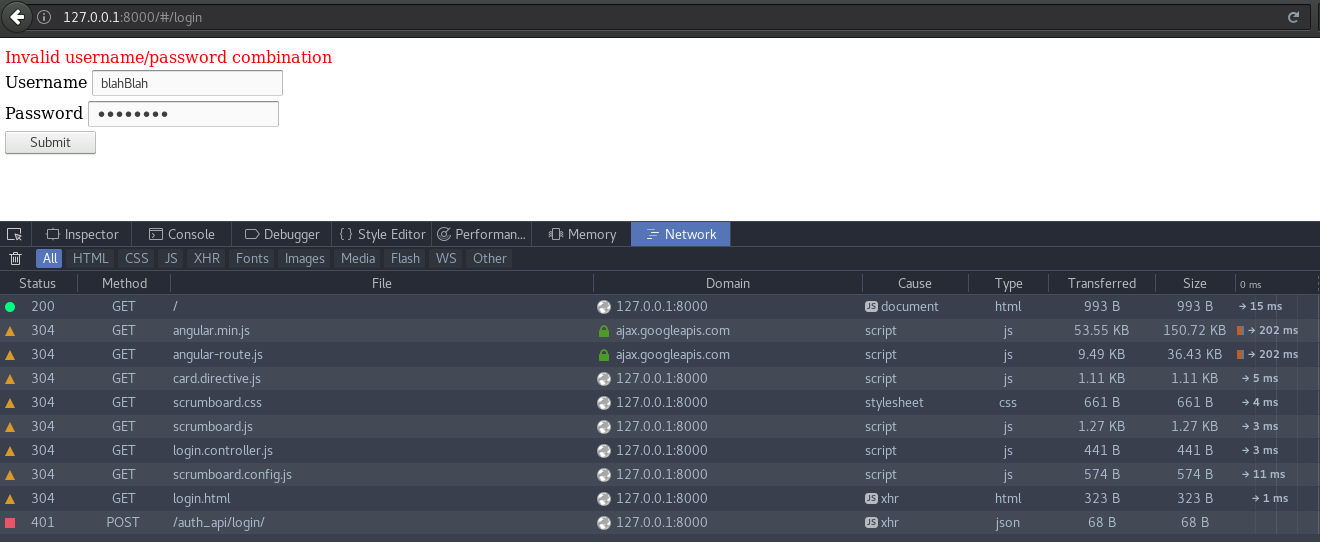 127.0.0.1:8000/#/login
Invalid username/password combination
Username blahBlah
Password ●●●●●●●●
Submit
Inspector Console Debugger { } Style Editor Performan... Memory Network
All HTML CSS JS XHR Fonts Images Media Flash WS Other
Status Method File Domain Cause Type Transferred Size 0 ms
200 GET / 127.0.0.1:8000 JS document html 993 B 993 B → 15 ms
304 GET angular.min.js ajax.googleapis.com script js 53.55 KB 150.72 KB → 202 ms
304 GET angular-route.js ajax.googleapis.com script js 9.49 KB 36.43 KB → 202 ms
304 GET card.directive.js 127.0.0.1:8000 script js 1.11 KB 1.11 KB → 5 ms
304 GET scrumboard.css 127.0.0.1:8000 stylesheet css 661 B 661 B → 4 ms
304 GET scrumboard.js 127.0.0.1:8000 script js 1.27 KB 1.27 KB → 3 ms
304 GET login.controller.js 127.0.0.1:8000 script js 441 B 441 B → 3 ms
304 GET scrumboard.config.js 127.0.0.1:8000 script js 574 B 574 B → 11 ms
304 GET login.html 127.0.0.1:8000 JS xhr html 323 B 323 B → 1 ms
401 POST /auth_api/login/ 127.0.0.1:8000 JS xhr json 68 B 68 B